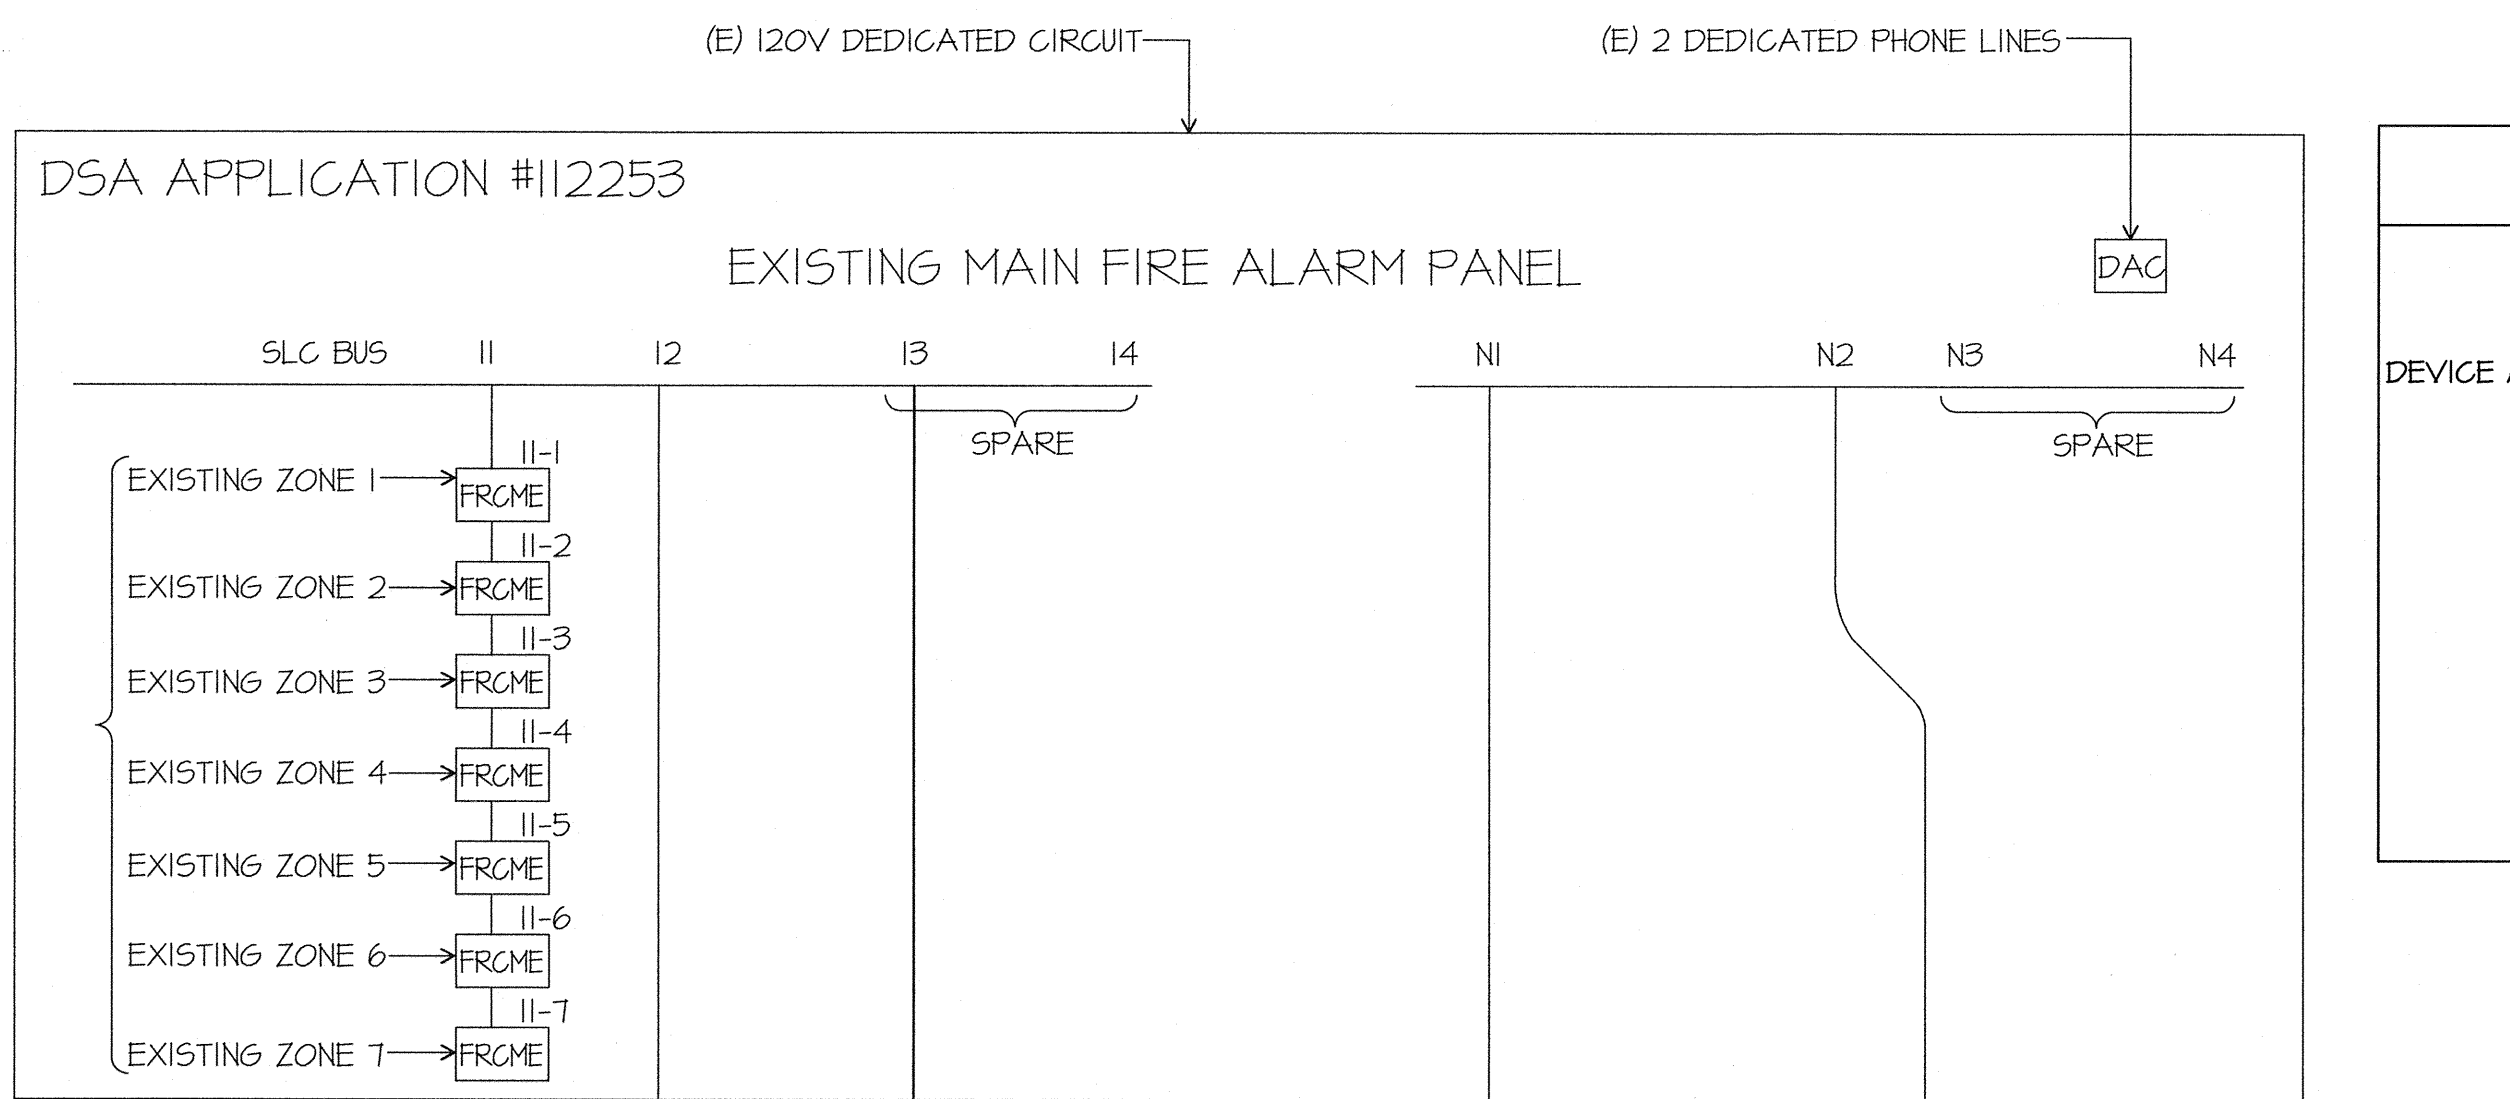 (E) 120V DEDICATED CIRCUIT
(E) 2 DEDICATED PHONE LINES
DSA APPLICATION #112253
EXISTING MAIN FIRE ALARM PANEL
DAC
SLC BUS I1 I2 I3 I4 N1 N2 N3 N4
DEVICE
SPARE
SPARE
I1-1
EXISTING ZONE 1 FRCME
I1-2
EXISTING ZONE 2 FRCME
I1-3
EXISTING ZONE 3 FRCME
I1-4
EXISTING ZONE 4 FRCME
I1-5
EXISTING ZONE 5 FRCME
I1-6
EXISTING ZONE 6 FRCME
I1-7
EXISTING ZONE 7 FRCME